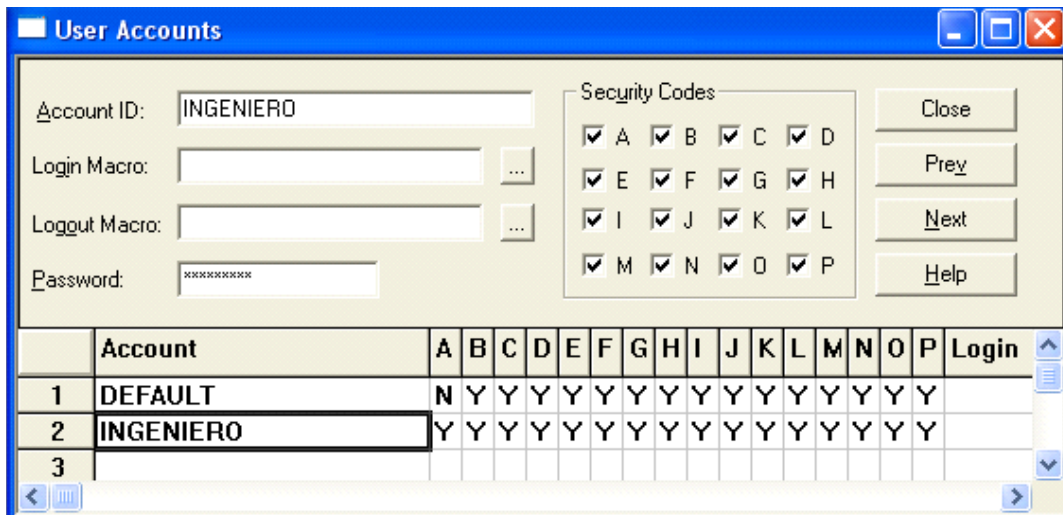 User Accounts
Account ID: INGENIERO
Login Macro: ...
Logout Macro: ...
Password: *********
Security Codes
A B C D
E F G H
I J K L
M N O P
Close
Prev
Next
Help
Account A B C D E F G H I J K L M N O P Login
1 DEFAULT N Y Y Y Y Y Y Y Y Y Y Y Y Y Y Y
2 INGENIERO Y Y Y Y Y Y Y Y Y Y Y Y Y Y Y Y
3